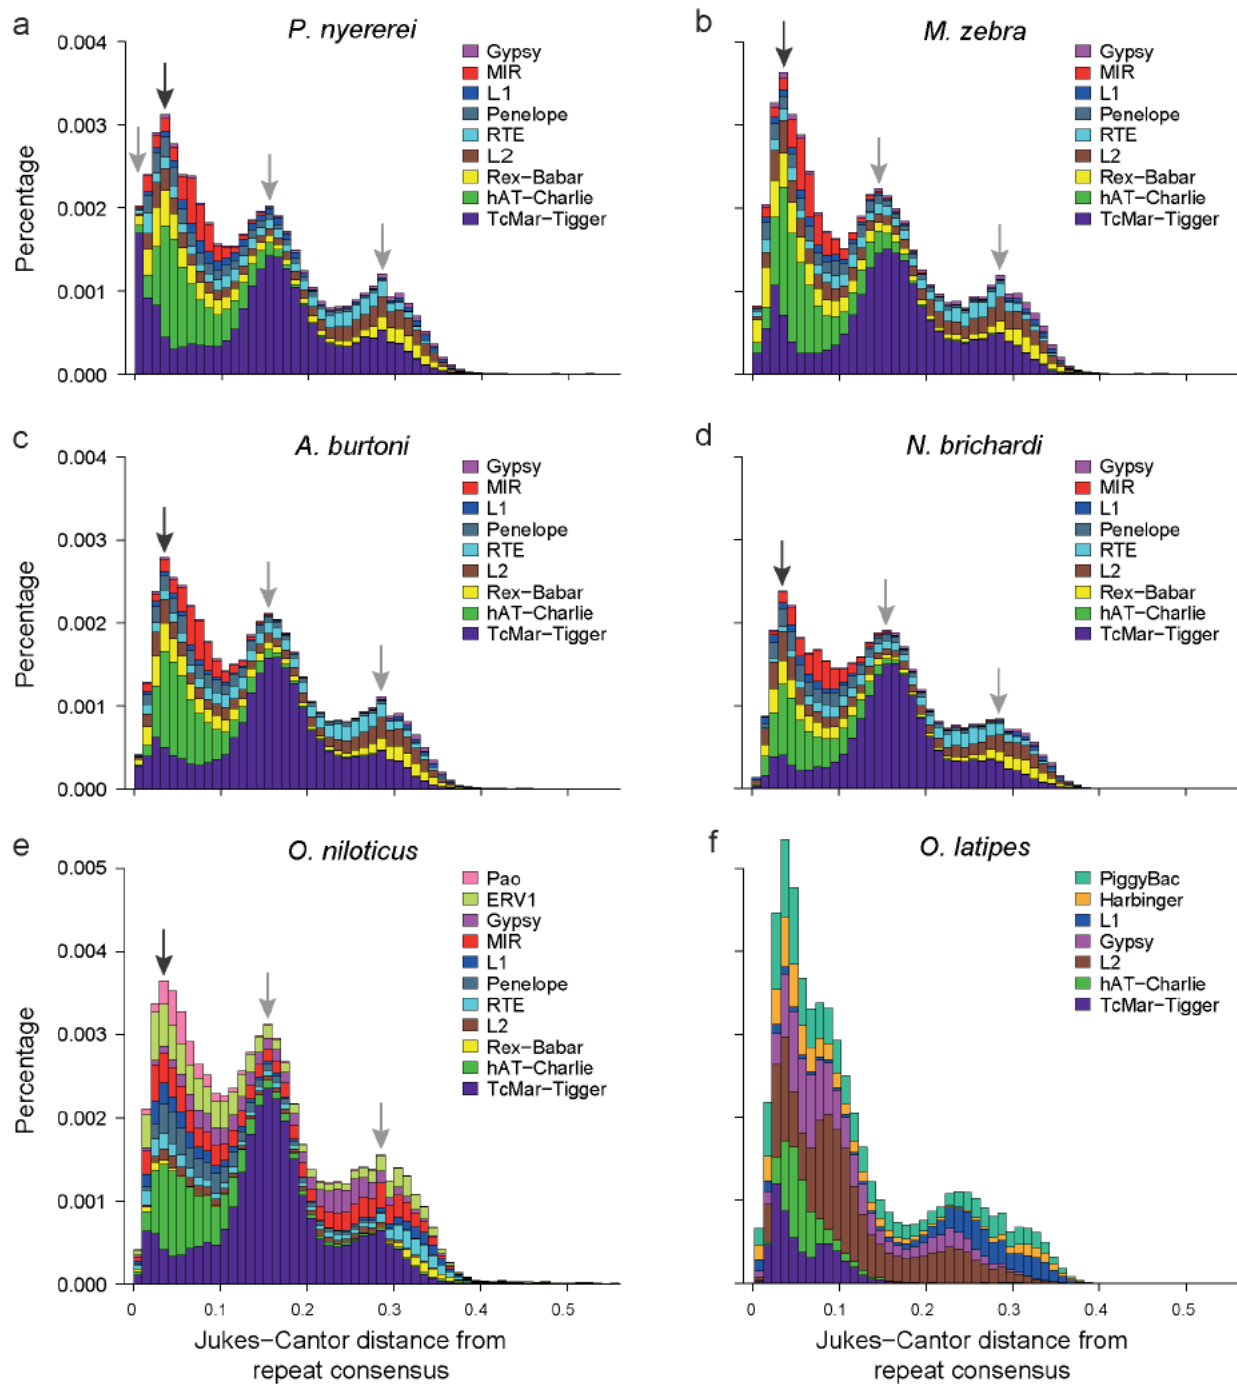 a
P. nyererei
0.004
0.003
0.002
0.001
0.000
Percentage
Gypsy
MIR
L1
Penelope
RTE
L2
Rex−Babar
hAT−Charlie
TcMar−Tigger
b
M. zebra
Gypsy
MIR
L1
Penelope
RTE
L2
Rex−Babar
hAT−Charlie
TcMar−Tigger
c
A. burtoni
0.004
0.003
0.002
0.001
0.000
Percentage
Gypsy
MIR
L1
Penelope
RTE
L2
Rex−Babar
hAT−Charlie
TcMar−Tigger
d
N. brichardi
Gypsy
MIR
L1
Penelope
RTE
L2
Rex−Babar
hAT−Charlie
TcMar−Tigger
e
O. niloticus
0.005
0.004
0.003
0.002
0.001
0.000
Percentage
Pao
ERV1
Gypsy
MIR
L1
Penelope
RTE
L2
Rex−Babar
hAT−Charlie
TcMar−Tigger
0 0.1 0.2 0.3 0.4 0.5
Jukes−Cantor distance from
repeat consensus
f
O. latipes
PiggyBac
Harbinger
L1
Gypsy
L2
hAT−Charlie
TcMar−Tigger
0 0.1 0.2 0.3 0.4 0.5
Jukes−Cantor distance from
repeat consensus